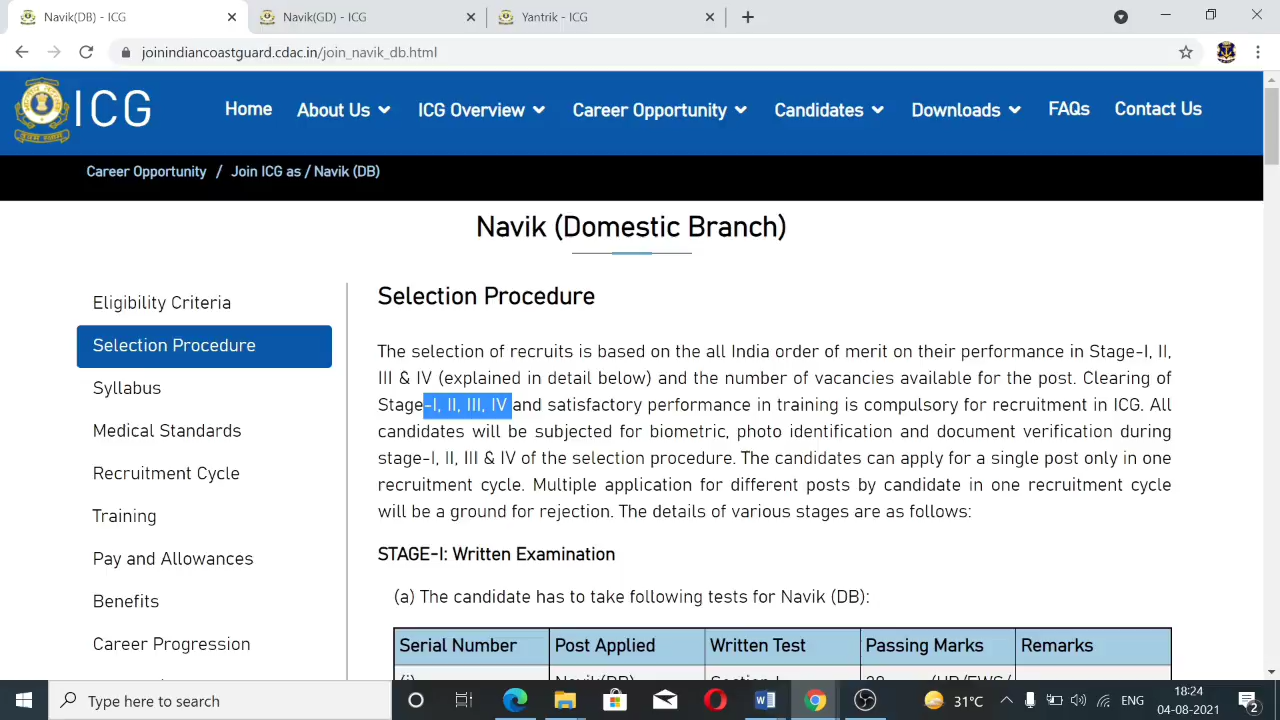 Navik(DB) - ICG
Navik(GD) - ICG
Yantrik - ICG
joinindiancoastguard.cdac.in/join_navik_db.html
ICG
Home
About Us
ICG Overview
Career Opportunity
Candidates
Downloads
FAQs
Contact Us
Career Opportunity / Join ICG as / Navik (DB)
Navik (Domestic Branch)
Eligibility Criteria
Selection Procedure
Syllabus
Medical Standards
Recruitment Cycle
Training
Pay and Allowances
Benefits
Career Progression
Selection Procedure
The selection of recruits is based on the all India order of merit on their performance in Stage-I, II,
III & IV (explained in detail below) and the number of vacancies available for the post. Clearing of
Stage-I, II, III, IV and satisfactory performance in training is compulsory for recruitment in ICG. All
candidates will be subjected for biometric, photo identification and document verification during
stage-I, II, III & IV of the selection procedure. The candidates can apply for a single post only in one
recruitment cycle. Multiple application for different posts by candidate in one recruitment cycle
will be a ground for rejection. The details of various stages are as follows:
STAGE-I: Written Examination
(a) The candidate has to take following tests for Navik (DB):
Serial Number
Post Applied
Written Test
Passing Marks
Remarks
Type here to search
31°C
ENG
18:24
04-08-2021
2